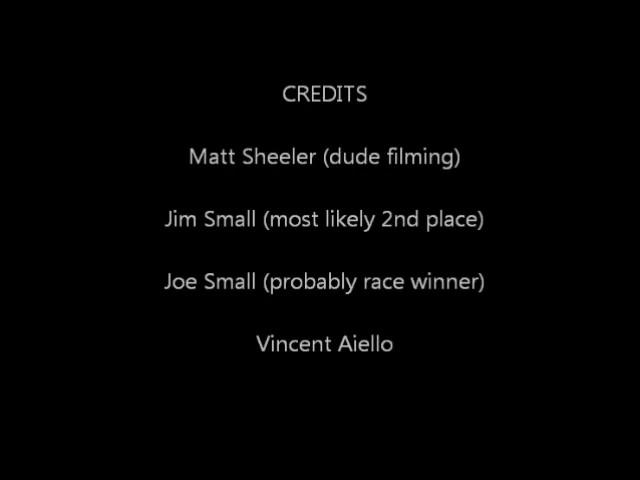 CREDITS
Matt Sheeler (dude filming)
Jim Small (most likely 2nd place)
Joe Small (probably race winner)
Vincent Aiello